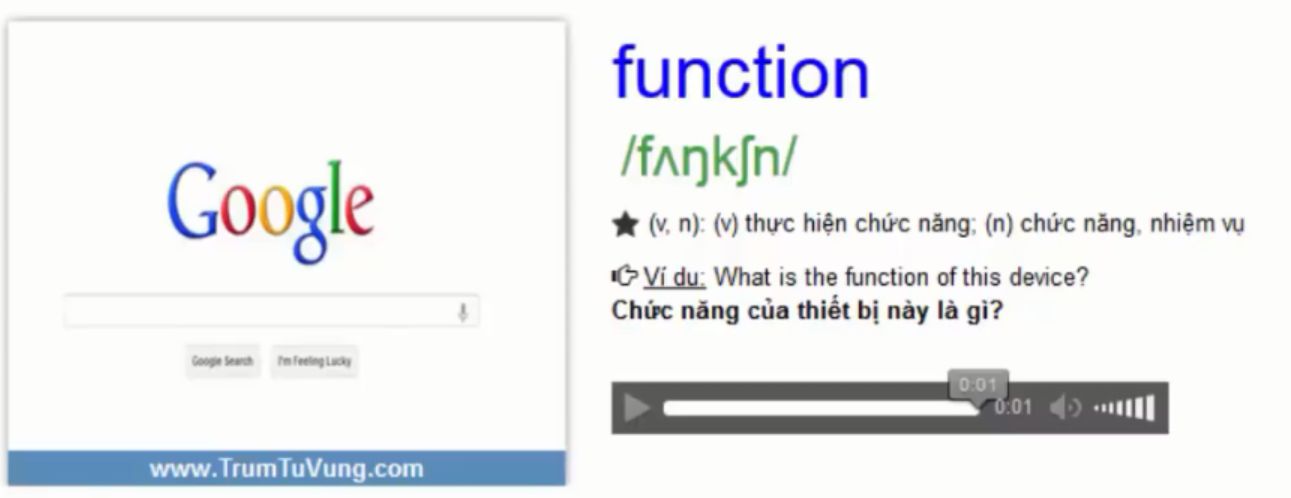 Google
Google Search
I'm Feeling Lucky
www.TrumTuVung.com
function
/fʌŋkʃn/
★ (v, n): (v) thực hiện chức năng; (n) chức năng, nhiệm vụ
Ví dụ: What is the function of this device?
Chức năng của thiết bị này là gì?
0:01
0:01